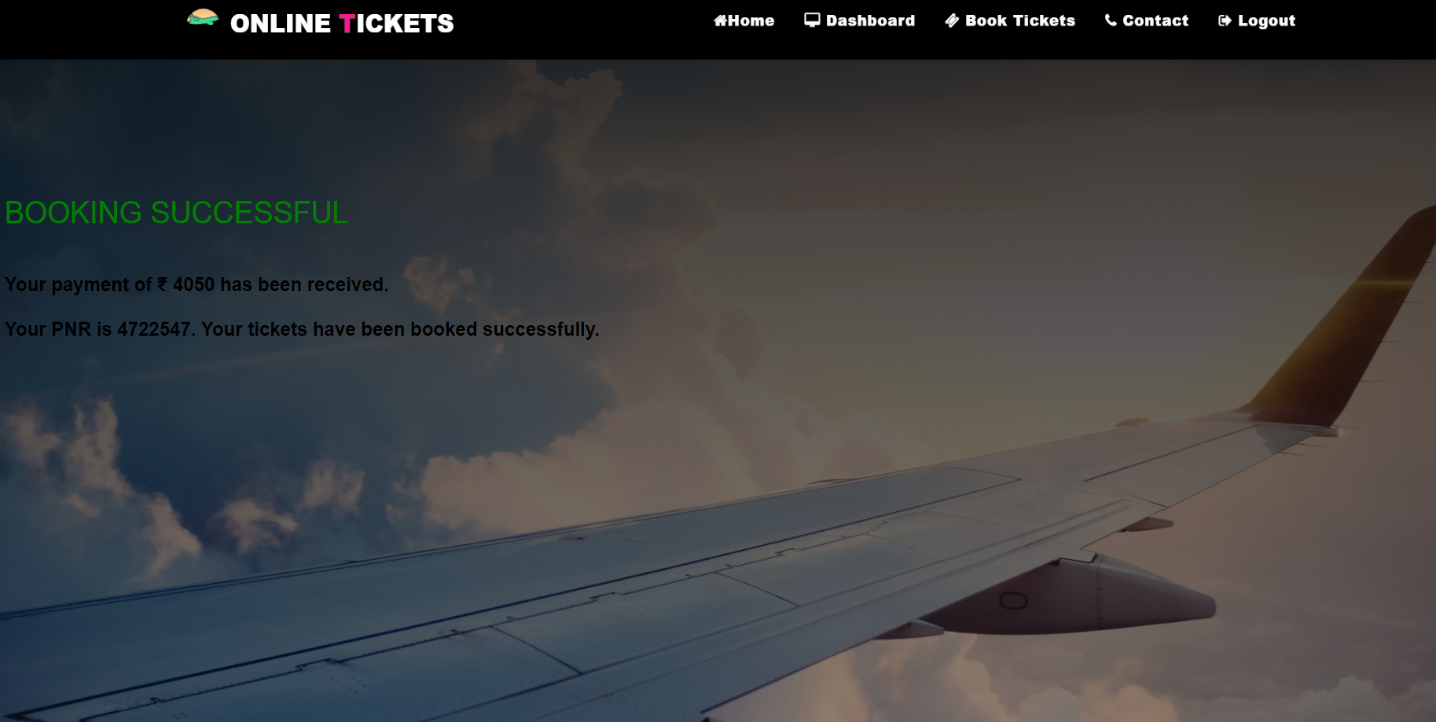 ONLINE TICKETS
Home Dashboard Book Tickets Contact Logout
BOOKING SUCCESSFUL
Your payment of ₹ 4050 has been received.
Your PNR is 4722547. Your tickets have been booked successfully.